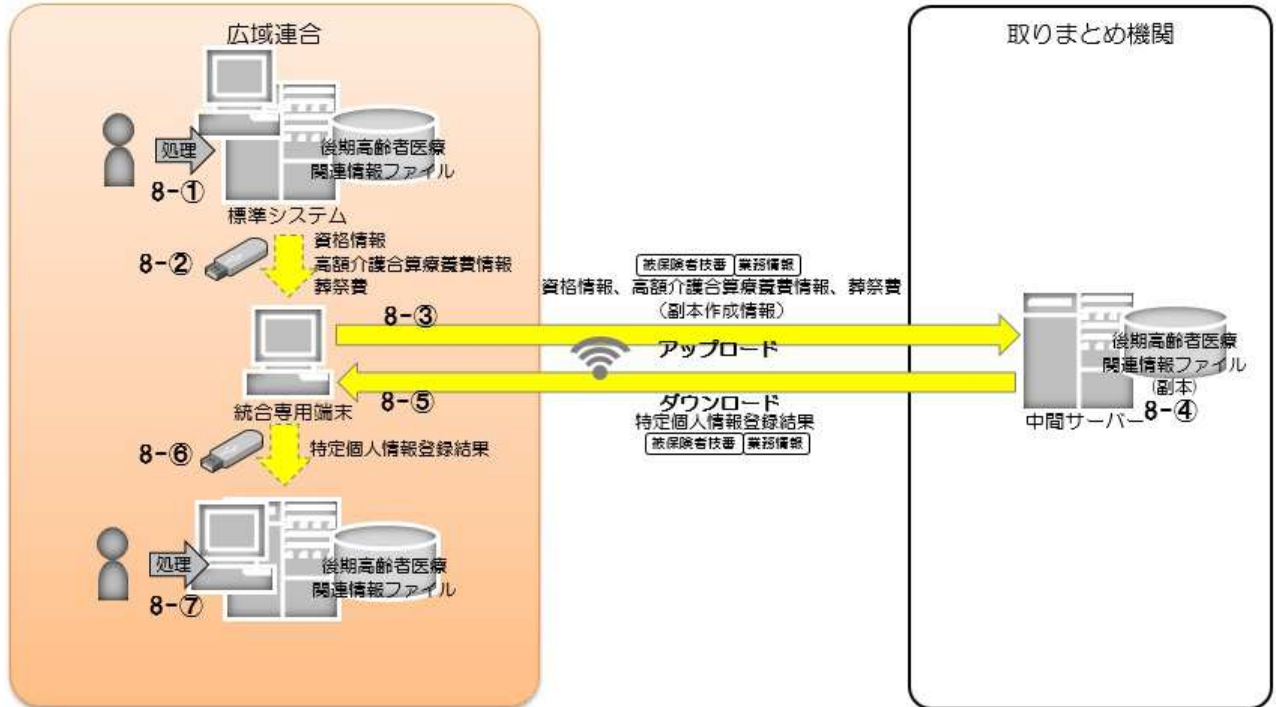 広域連合
処理
8-①
後期高齢者医療
関連情報ファイル
標準システム
8-②
資格情報
高額介護合算療養費情報
葬祭費
統合専用端末
8-⑥
特定個人情報登録結果
処理
8-⑦
後期高齢者医療
関連情報ファイル
被保険者枝番 業務情報
資格情報、高額介護合算療養費情報、葬祭費
(副本作成情報)
8-③
アップロード
8-⑤
ダウンロード
特定個人情報登録結果
被保険者枝番 業務情報
取りまとめ機関
後期高齢者医療
関連情報ファイル
(副本)
8-④
中間サーバー